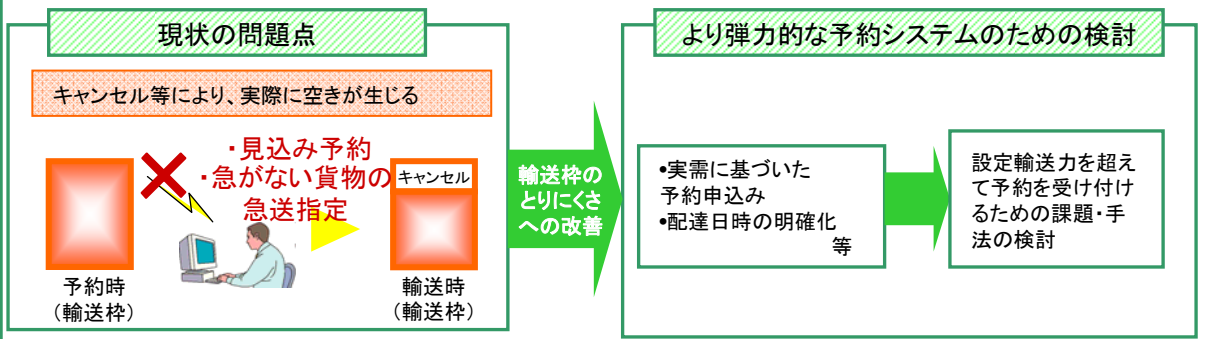 現状の問題点
キャンセル等により、実際に空きが生じる
・見込み予約
・急がない貨物の
急送指定
キャンセル
予約時
（輸送枠）
輸送時
（輸送枠）
輸送枠の
とりにくさ
への改善
より弾力的な予約システムのための検討
•実需に基づいた
予約申込み
•配達日時の明確化
等
設定輸送力を超え
て予約を受け付け
るための課題・手
法の検討